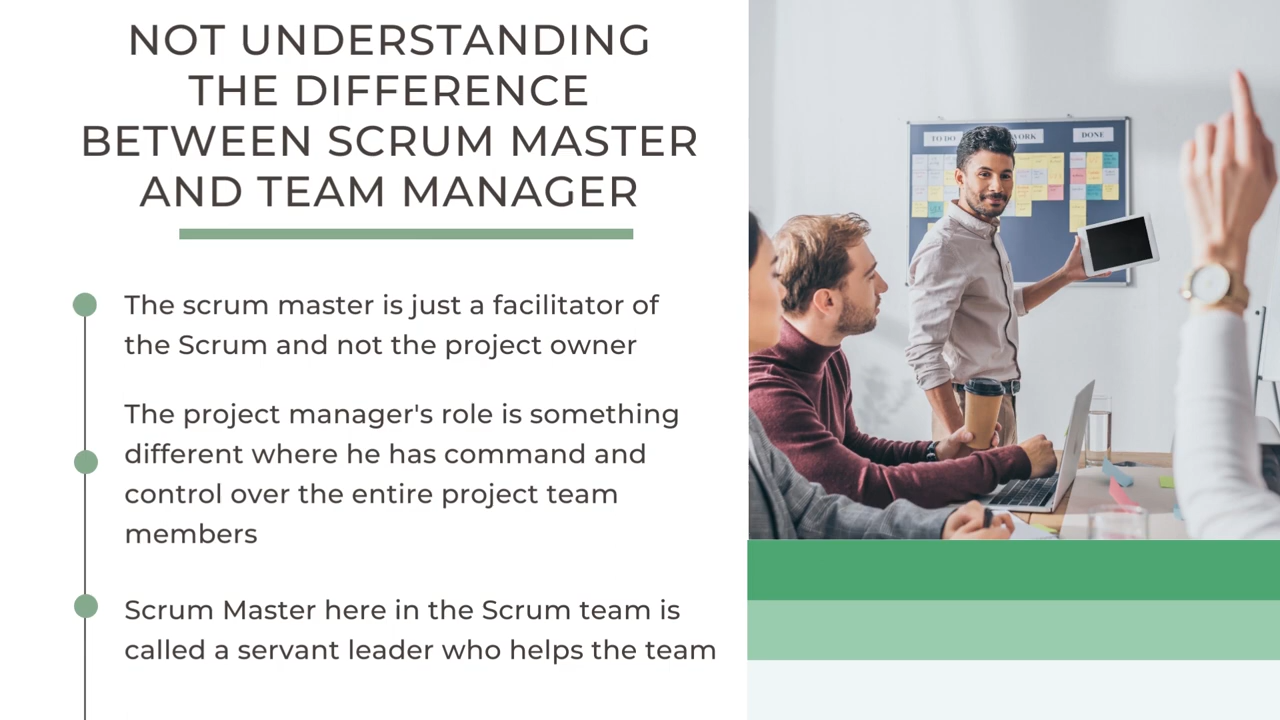 NOT UNDERSTANDING
THE DIFFERENCE
BETWEEN SCRUM MASTER
AND TEAM MANAGER
The scrum master is just a facilitator of
the Scrum and not the project owner
The project manager's role is something
different where he has command and
control over the entire project team
members
Scrum Master here in the Scrum team is
called a servant leader who helps the team
TO DO
WORK
DONE